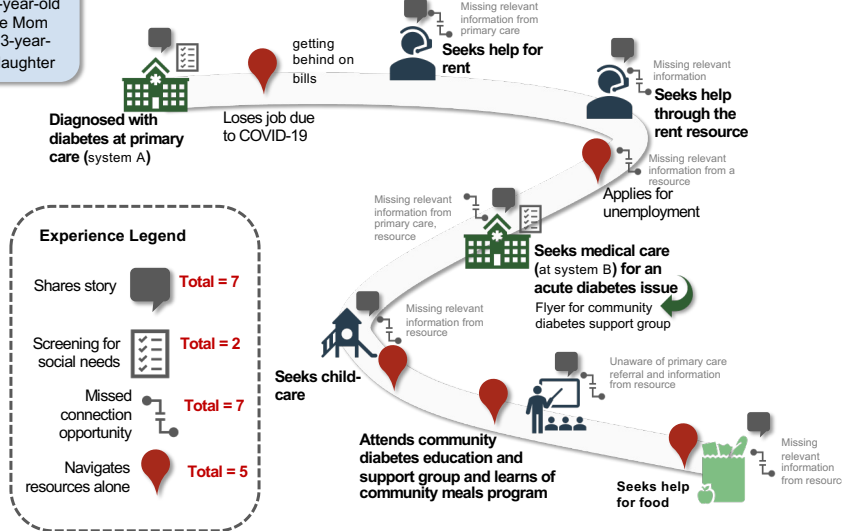 -year-old
e Mom
3-year-
aughter
Missing relevant
information from
primary care
Seeks help for
rent
getting
behind on
bills
Diagnosed with
diabetes at primary
care (system A)
Loses job due
to COVID-19
Missing relevant
information
Seeks help
through the
rent resource
Missing relevant
information from a
resource
Applies for
unemployment
Missing relevant
information from
primary care,
resource
Seeks medical care
(at system B) for an
acute diabetes issue
Flyer for community
diabetes support group
Missing relevant
information from
resource
Seeks child-
care
Unaware of primary care
referral and information
from resource
Attends community
diabetes education and
support group and learns of
community meals program
Seeks help
for food
Missing
relevant
information
from resourc
Experience Legend
Shares story
Total = 7
Screening for
social needs
Total = 2
Missed
connection
opportunity
Total = 7
Navigates
resources alone
Total = 5